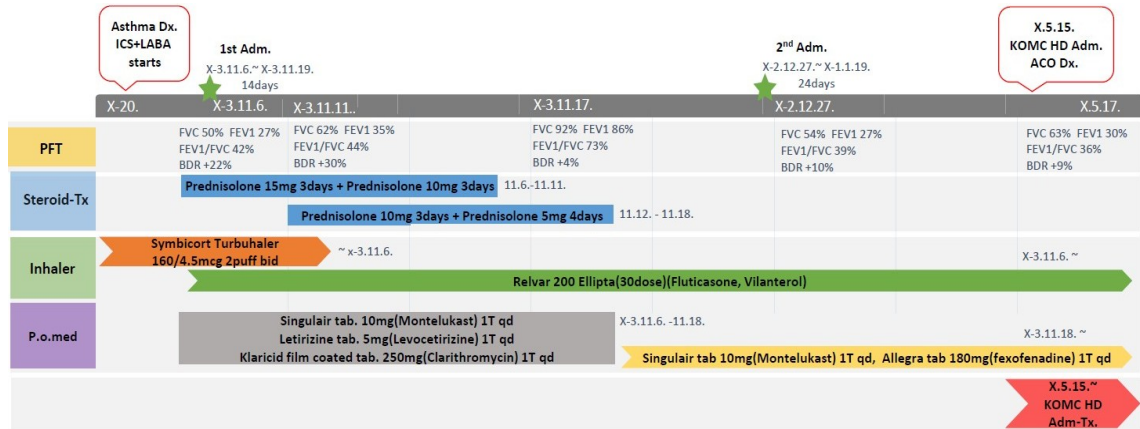 Asthma Dx.
ICS+LABA
starts
1st Adm.
X-3.11.6.~ X-3.11.19.
14days
2nd Adm.
X-2.12.27.~ X-1.1.19.
24days
X.5.15.
KOMC HD Adm.
ACO Dx.
X-20.
X-3.11.6.
X-3.11.11..
X-3.11.17.
X-2.12.27.
X.5.17.
PFT
FVC 50% FEV1 27%
FEV1/FVC 42%
BDR +22%
FVC 62% FEV1 35%
FEV1/FVC 44%
BDR +30%
FVC 92% FEV1 86%
FEV1/FVC 73%
BDR +4%
FVC 54% FEV1 27%
FEV1/FVC 39%
BDR +10%
FVC 63% FEV1 30%
FEV1/FVC 36%
BDR +9%
Steroid-Tx
Prednisolone 15mg 3days + Prednisolone 10mg 3days
11.6.-11.11.
Prednisolone 10mg 3days + Prednisolone 5mg 4days
11.12. - 11.18.
Inhaler
Symbicort Turbuhaler
160/4.5mcg 2puff bid
~ x-3.11.6.
X-3.11.6. ~
Relvar 200 Ellipta(30dose)(Fluticasone, Vilanterol)
P.o.med
Singulair tab. 10mg(Montelukast) 1T qd
Letirizine tab. 5mg(Levocetirizine) 1T qd
Klaricid film coated tab. 250mg(Clarithromycin) 1T qd
X-3.11.6. -11.18.
X-3.11.18. ~
Singulair tab 10mg(Montelukast) 1T qd, Allegra tab 180mg(fexofenadine) 1T qd
X.5.15.~
KOMC HD
Adm-Tx.